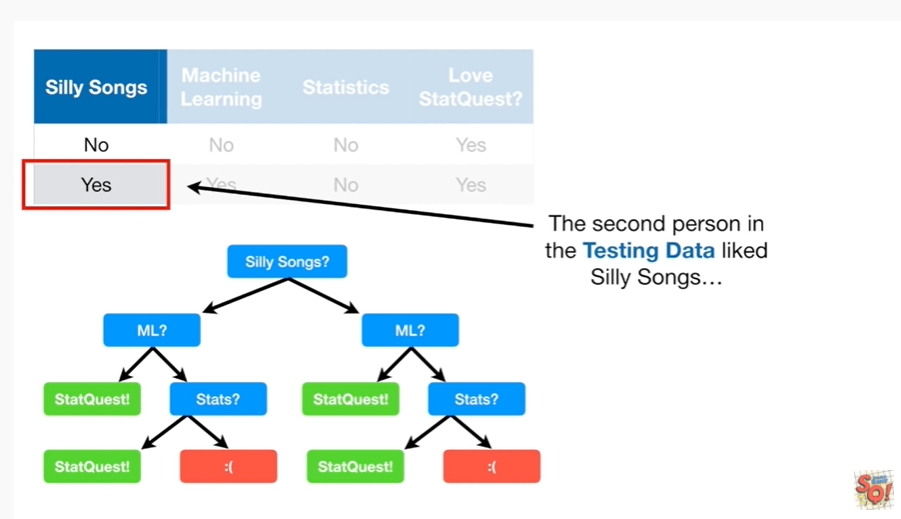 Silly Songs Machine Learning Statistics Love StatQuest?
No No No Yes
Yes Yes No Yes
The second person in
the Testing Data liked
Silly Songs...
Silly Songs?
ML? ML?
StatQuest! Stats? StatQuest! Stats?
StatQuest! :( StatQuest! :(
SQ!